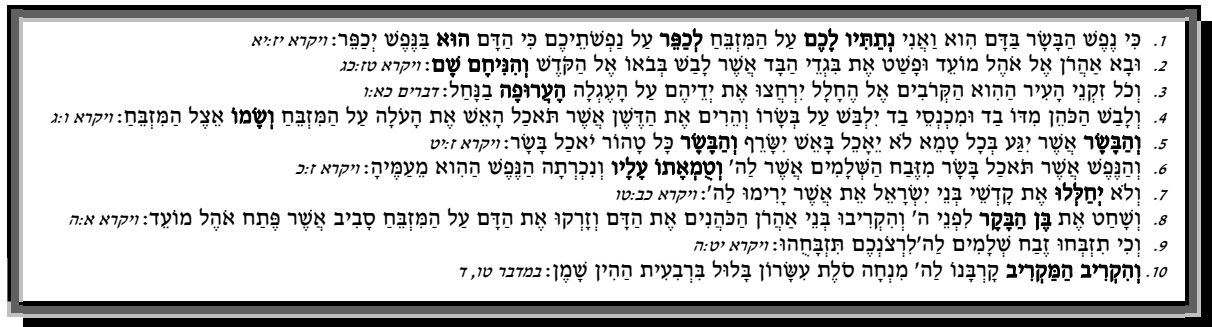 1. כִּי נֶפֶשׁ הַבָּשָׂר בַּדָּם הִוא וַאֲנִי נְתַתִּיו לָכֶם עַל הַמִּזְבֵּחַ לְכַפֵּר עַל נַפְשֹׁתֵיכֶם כִּי הַדָּם הוּא בַּנֶּפֶשׁ יְכַפֵּר: ויקרא יז:יא
2. וּבָא אַהֲרֹן אֶל אֹהֶל מוֹעֵד וּפָשַׁט אֶת בִּגְדֵי הַבָּד אֲשֶׁר לָבַשׁ בְּבֹאוֹ אֶל הַקֹּדֶשׁ וְהִנִּיחָם שָׁם: ויקרא טז:כג
3. וְכֹל זִקְנֵי הָעִיר הַהִוא הַקְּרֹבִים אֶל הֶחָלָל יִרְחֲצוּ אֶת יְדֵיהֶם עַל הָעֶגְלָה הָעֲרוּפָה בַנָּחַל: דברים כא:ו
4. וְלָבַשׁ הַכֹּהֵן מִדּוֹ בַד וּמִכְנְסֵי בַד יִלְבַּשׁ עַל בְּשָׂרוֹ וְהֵרִים אֶת הַדֶּשֶׁן אֲשֶׁר תֹּאכַל הָאֵשׁ אֶת הָעֹלָה עַל הַמִּזְבֵּחַ וְשָׂמוֹ אֵצֶל הַמִּזְבֵּחַ: ויקרא ו:ג
5. וְהַבָּשָׂר אֲשֶׁר יִגַּע בְּכָל טָמֵא לֹא יֵאָכֵל בָּאֵשׁ יִשָּׂרֵף וְהַבָּשָׂר כָּל טָהוֹר יֹאכַל בָּשָׂר: ויקרא ז:יט
6. וְהַנֶּפֶשׁ אֲשֶׁר תֹּאכַל בָּשָׂר מִזֶּבַח הַשְּׁלָמִים אֲשֶׁר לַה' וְטֻמְאָתוֹ עָלָיו וְנִכְרְתָה הַנֶּפֶשׁ הַהִוא מֵעַמֶּיהָ: ויקרא ז:כ
7. וְלֹא יְחַלְּלוּ אֶת קָדְשֵׁי בְּנֵי יִשְׂרָאֵל אֵת אֲשֶׁר יָרִימוּ לַה': ויקרא כב:טו
8. וְשָׁחַט אֶת בֶּן הַבָּקָר לִפְנֵי ה' וְהִקְרִיבוּ בְּנֵי אַהֲרֹן הַכֹּהֲנִים אֶת הַדָּם וְזָרְקוּ אֶת הַדָּם עַל הַמִּזְבֵּחַ סָבִיב אֲשֶׁר פֶּתַח אֹהֶל מוֹעֵד: ויקרא א:ה
9. וְכִי תִזְבְּחוּ זֶבַח שְׁלָמִים לַה'לִרְצֹנְכֶם תִּזְבָּחֻהוּ: ויקרא יט:ה
10. וְהִקְרִיב הַמַּקְרִיב קָרְבָּנוֹ לַה' מִנְחָה סֹלֶת עִשָּׂרוֹן בָּלוּל בִּרְבִעִית הַהִין שָׁמֶן: במדבר טו, ד